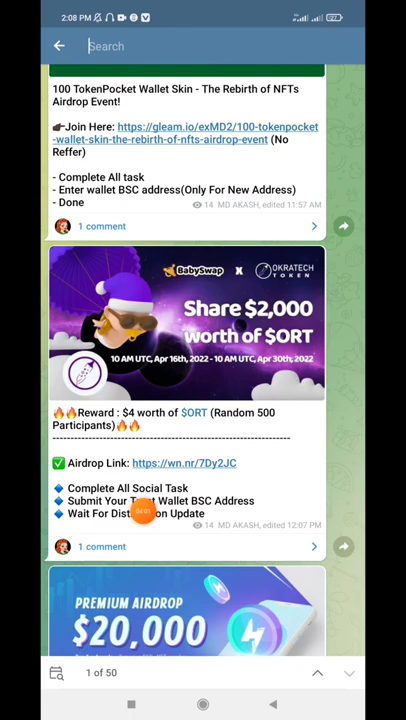 2:08 PM
Search
100 TokenPocket Wallet Skin - The Rebirth of NFTs
Airdrop Event!
👉🏿Join Here: https://gleam.io/exMD2/100-tokenpocket
-wallet-skin-the-rebirth-of-nfts-airdrop-event (No
Reffer)
- Complete All task
- Enter wallet BSC address(Only For New Address)
- Done
14 MD AKASH, edited 11:57 AM
1 comment
BabySwap X OKRATECH
TOKEN
Share $2,000
worth of $ORT
10 AM UTC, Apr 16th, 2022 - 10 AM UTC, Apr 30th, 2022
🔥🔥Reward : $4 worth of $ORT (Random 500
Participants)🔥🔥
-----------------------------------------------------------------------
✅ Airdrop Link: https://wn.nr/7Dy2JC
🔹 Complete All Social Task
🔹 Submit Your Wallet BSC Address
🔹 Wait For Update
04:01
14 MD AKASH, edited 12:07 PM
1 comment
PREMIUM AIRDROP
$20,000
1 of 50